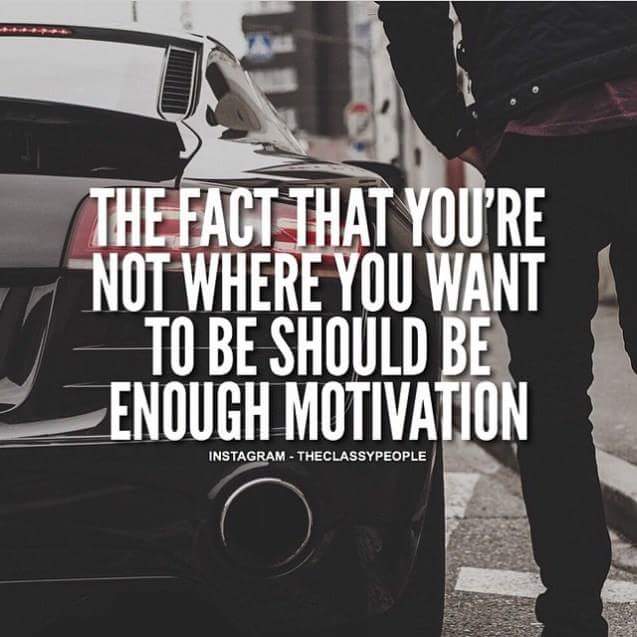 THE FACT THAT YOU'RE
NOT WHERE YOU WANT
TO BE SHOULD BE
ENOUGH MOTIVATION
INSTAGRAM - THECLASSYPEOPLE